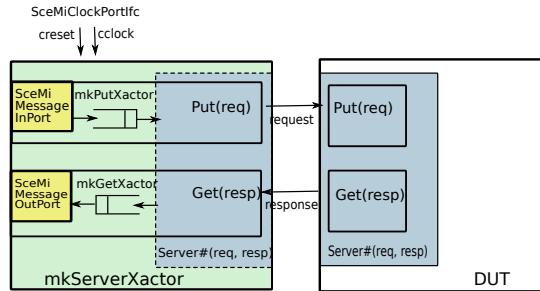 SceMiClockPortIfc
creset
cclock
SceMi
Message
InPort
mkPutXactor
Put(req)
request
Put(req)
SceMi
Message
OutPort
mkGetXactor
Get(resp)
response
Get(resp)
Server#(req, resp)
Server#(req, resp)
mkServerXactor
DUT